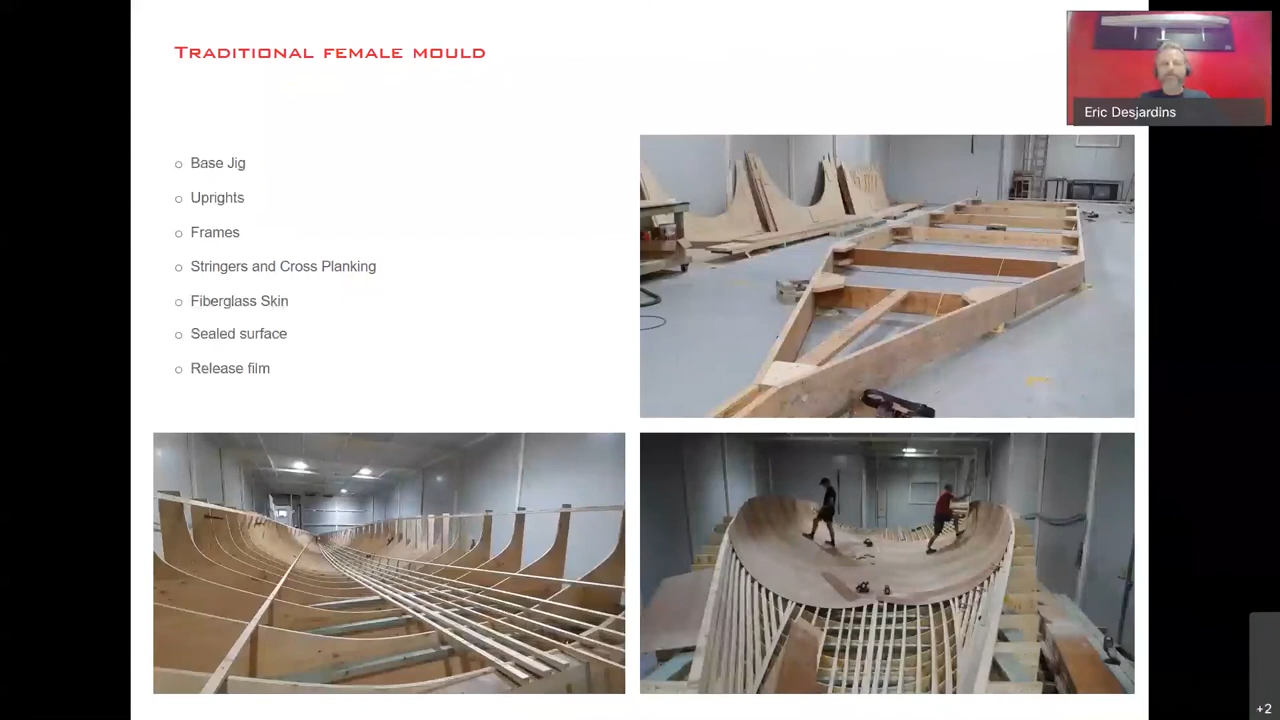 Traditional female mould
Eric Desjardins
Base Jig
Uprights
Frames
Stringers and Cross Planking
Fiberglass Skin
Sealed surface
Release film
+2